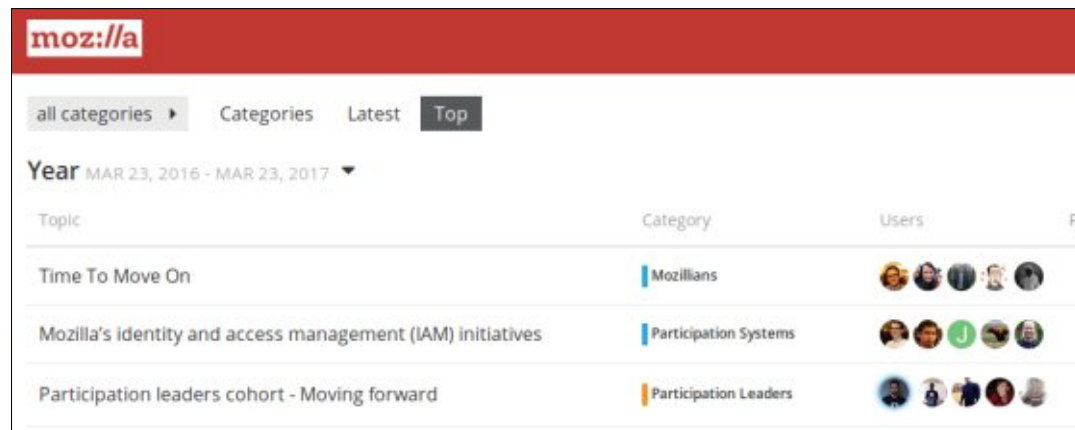 moz://a
all categories Categories Latest Top
Year MAR 23, 2016 - MAR 23, 2017
Topic Category Users
Time To Move On Mozillians
Mozilla's identity and access management (IAM) initiatives Participation Systems J
Participation leaders cohort - Moving forward Participation Leaders